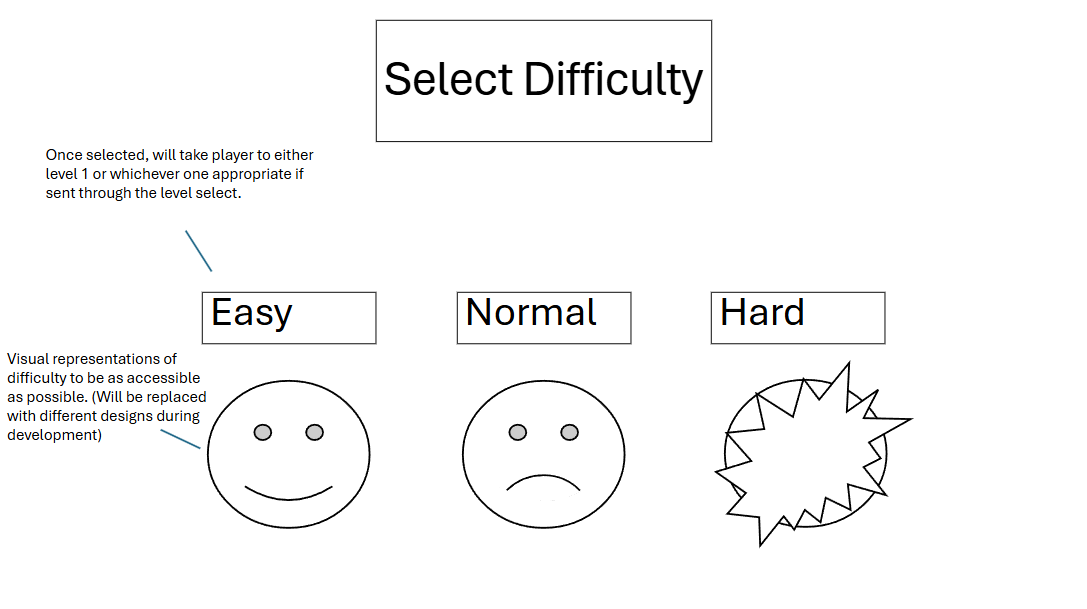 Select Difficulty
Once selected, will take player to either
level 1 or whichever one appropriate if
sent through the level select.
Easy
Normal
Hard
Visual representations of
difficulty to be as accessible
as possible. (Will be replaced
with different designs during
development)